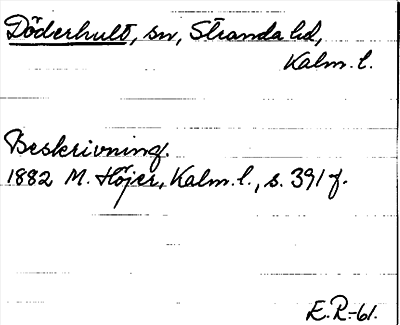 Döderhult, sn, Stranda hd,
Kalm. l.
Beskrivning.
1882 M. Höjer, Kalm. l., s. 391 f.
E.R-61.